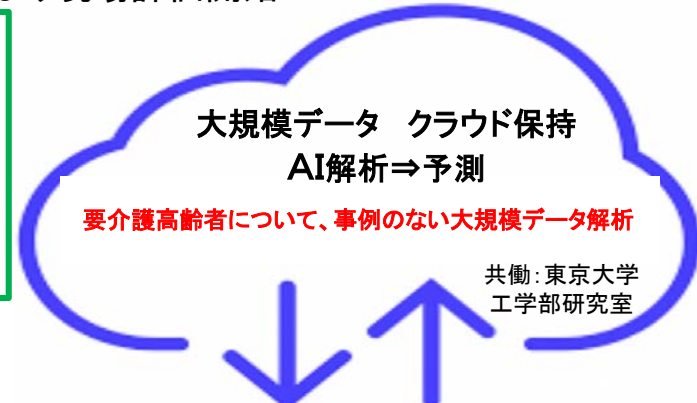 大規模データ　クラウド保持
AI解析⇒予測
要介護高齢者について、事例のない大規模データ解析
共働：東京大学
工学部研究室